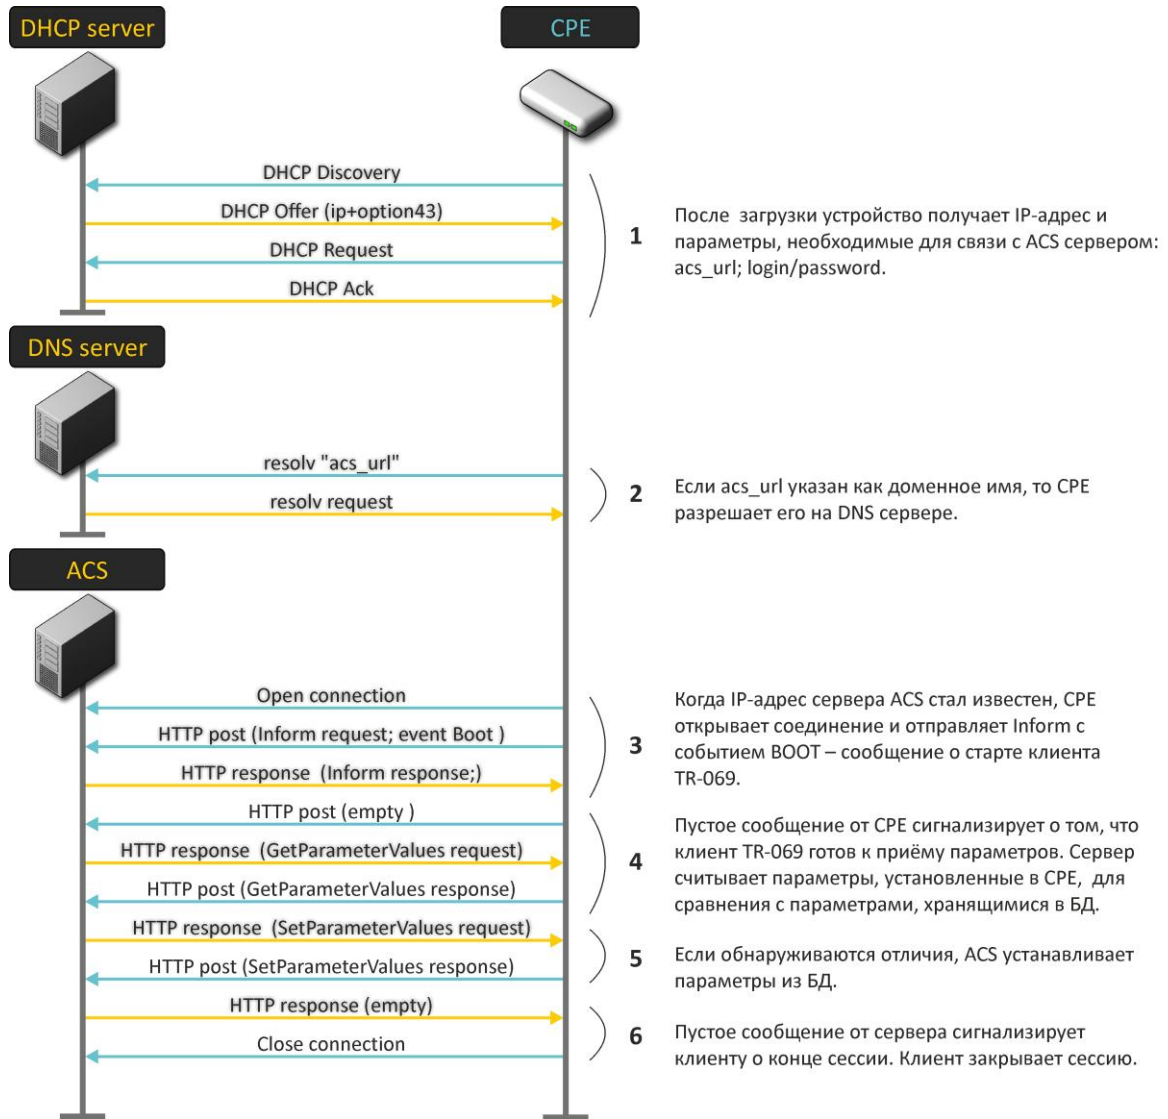 DHCP server
CPE
DHCP Discovery
DHCP Offer (ip+option43)
DHCP Request
DHCP Ack
1
После загрузки устройство получает IP-адрес и
параметры, необходимые для связи с ACS сервером:
acs_url; login/password.
DNS server
resolv "acs_url"
resolv request
2
Если acs_url указан как доменное имя, то CPE
разрешает его на DNS сервере.
ACS
Open connection
HTTP post (Inform request; event Boot )
HTTP response (Inform response;)
3
Когда IP-адрес сервера ACS стал известен, CPE
открывает соединение и отправляет Inform с
событием BOOT – сообщение о старте клиента
TR-069.
HTTP post (empty )
HTTP response (GetParameterValues request)
HTTP post (GetParameterValues response)
4
Пустое сообщение от CPE сигнализирует о том, что
клиент TR-069 готов к приёму параметров. Сервер
считывает параметры, установленные в CPE, для
сравнения с параметрами, хранящимися в БД.
HTTP response (SetParameterValues request)
HTTP post (SetParameterValues response)
5
Если обнаруживаются отличия, ACS устанавливает
параметры из БД.
HTTP response (empty)
Close connection
6
Пустое сообщение от сервера сигнализирует
клиенту о конце сессии. Клиент закрывает сессию.